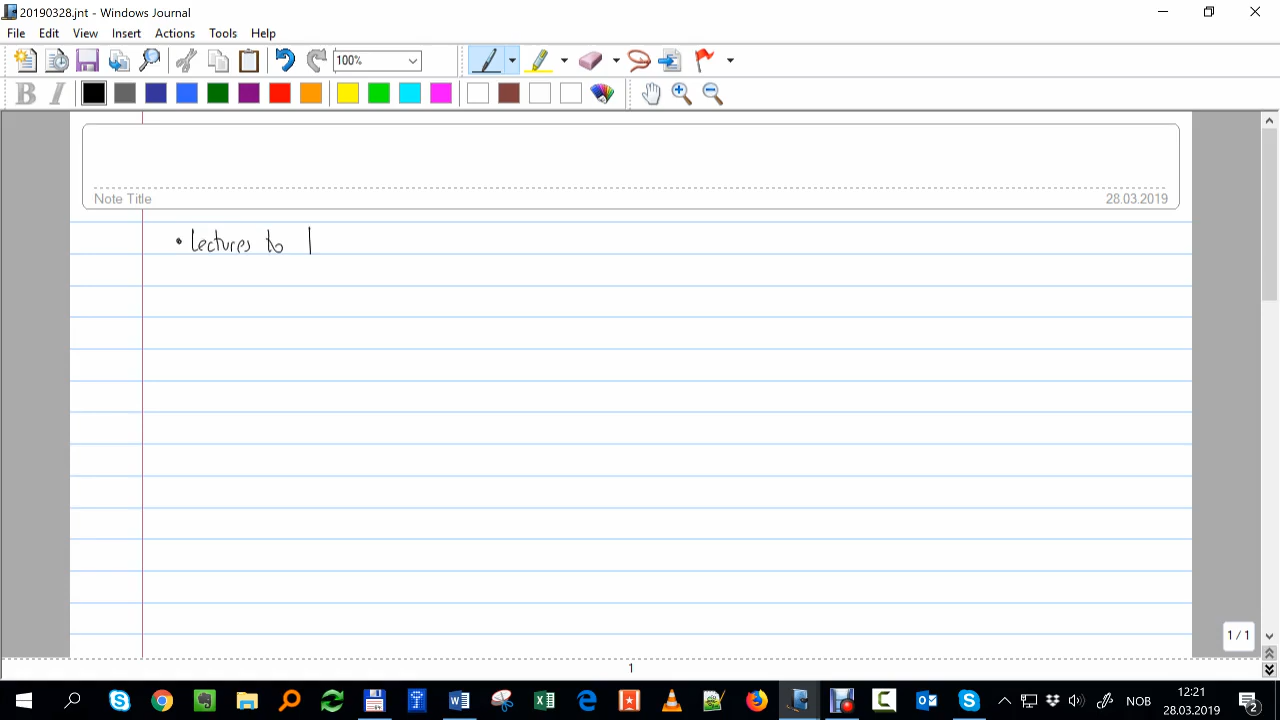 20190328.jnt - Windows Journal
File Edit View Insert Actions Tools Help
100%
B I
Note Title
28.03.2019
• Lectures to
1 / 1
1
NOB
12:21
28.03.2019
2